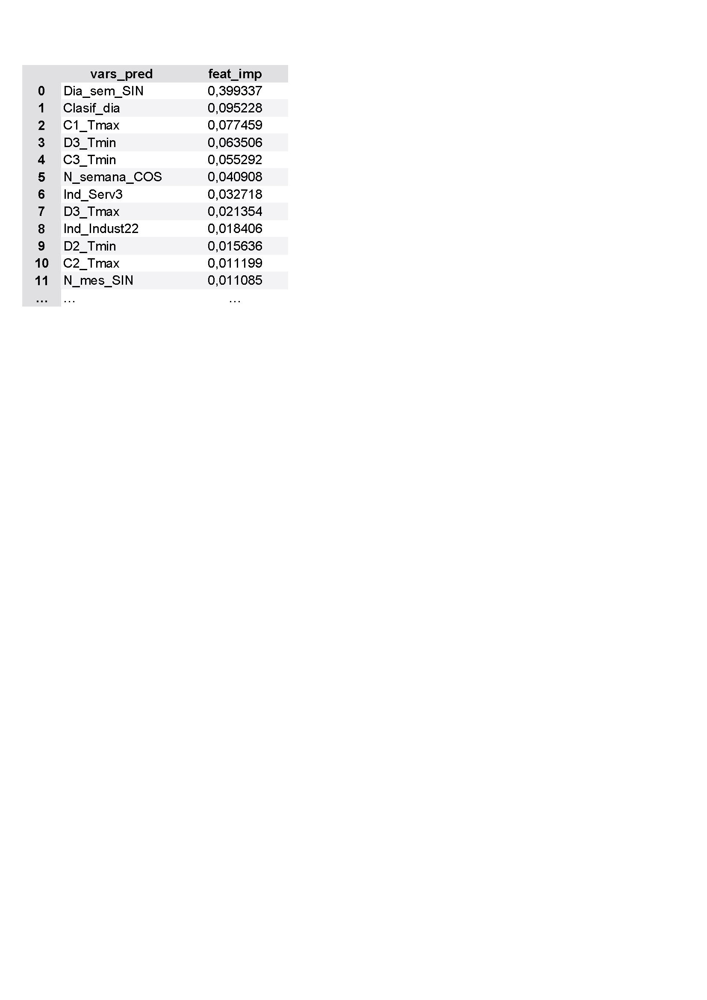 vars_pred feat_imp
0 Dia_sem_SIN 0,399337
1 Clasif_dia 0,095228
2 C1_Tmax 0,077459
3 D3_Tmin 0,063506
4 C3_Tmin 0,055292
5 N_semana_COS 0,040908
6 Ind_Serv3 0,032718
7 D3_Tmax 0,021354
8 Ind_Indust22 0,018406
9 D2_Tmin 0,015636
10 C2_Tmax 0,011199
11 N_mes_SIN 0,011085
... ... ...